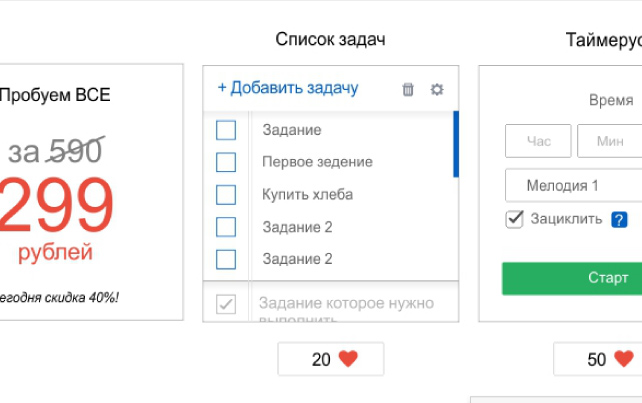 Пробуем ВСЕ
за 590
299
рублей
егодня скидка 40%!
Список задач
+ Добавить задачу
Задание
Первое зедение
Купить хлеба
Задание 2
Задание 2
Задание которое нужно
выполнить
20
Таймерус
Время
Час
Мин
Мелодия 1
Зациклить ?
Старт
50